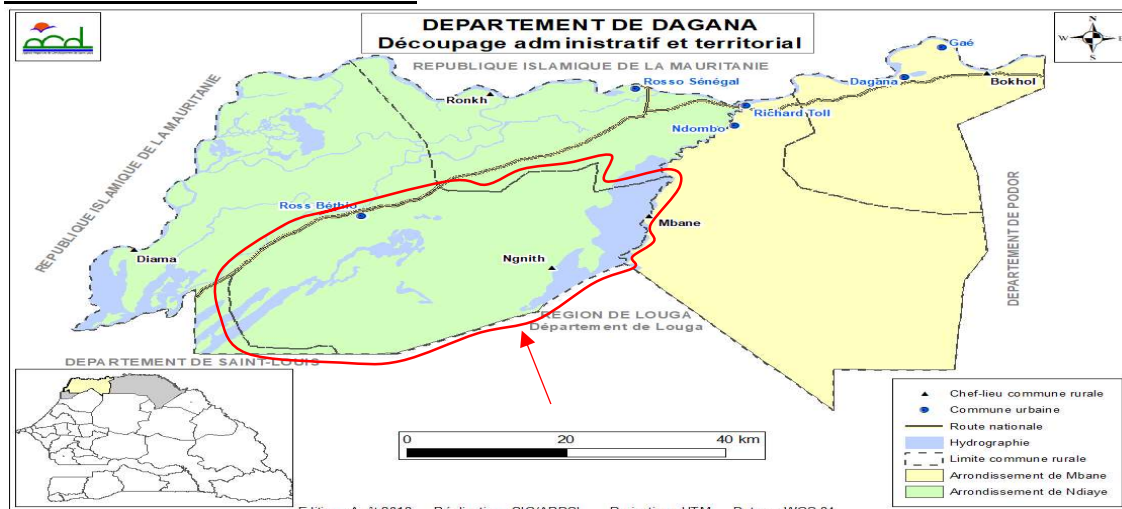 DEPARTEMENT DE DAGANA
Découpage administratif et territorial
REPUBLIQUE ISLAMIQUE DE LA MAURITANIE
N
W
E
S
Gaé
Rosso Sénégal
Dagana
Bokhol
Ronkh
Richard Toll
Ndombo
REPUBLIQUE ISLAMIQUE DE LA MAURITANIE
Ross Béthio
Mbane
Diama
Ngnith
DEPARTEMENT DE PODOR
REGION DE LOUGA
Département de Louga
DEPARTEMENT DE SAINT-LOUIS
0 20 40 km
Chef-lieu commune rurale
Commune urbaine
Route nationale
Hydrographie
Limite commune rurale
Arrondissement de Mbane
Arrondissement de Ndiaye